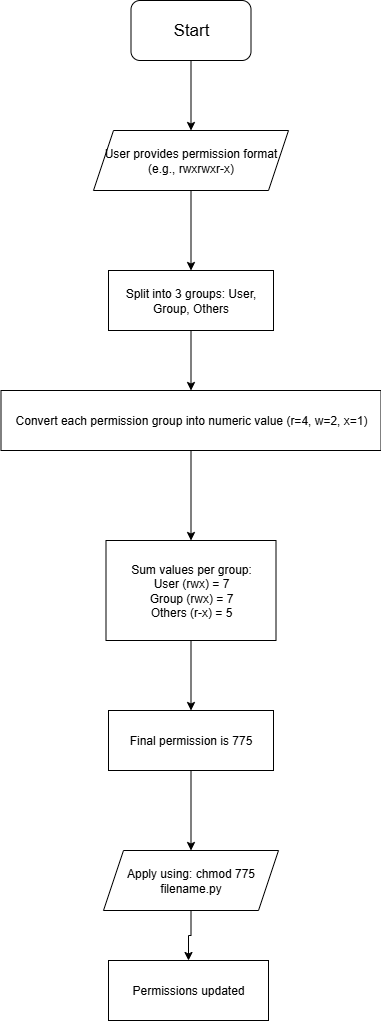 Start
User provides permission format
(e.g., rwxrwxr-x)
Split into 3 groups: User,
Group, Others
Convert each permission group into numeric value (r=4, w=2, x=1)
Sum values per group:
User (rwx) = 7
Group (rwx) = 7
Others (r-x) = 5
Final permission is 775
Apply using: chmod 775
filename.py
Permissions updated